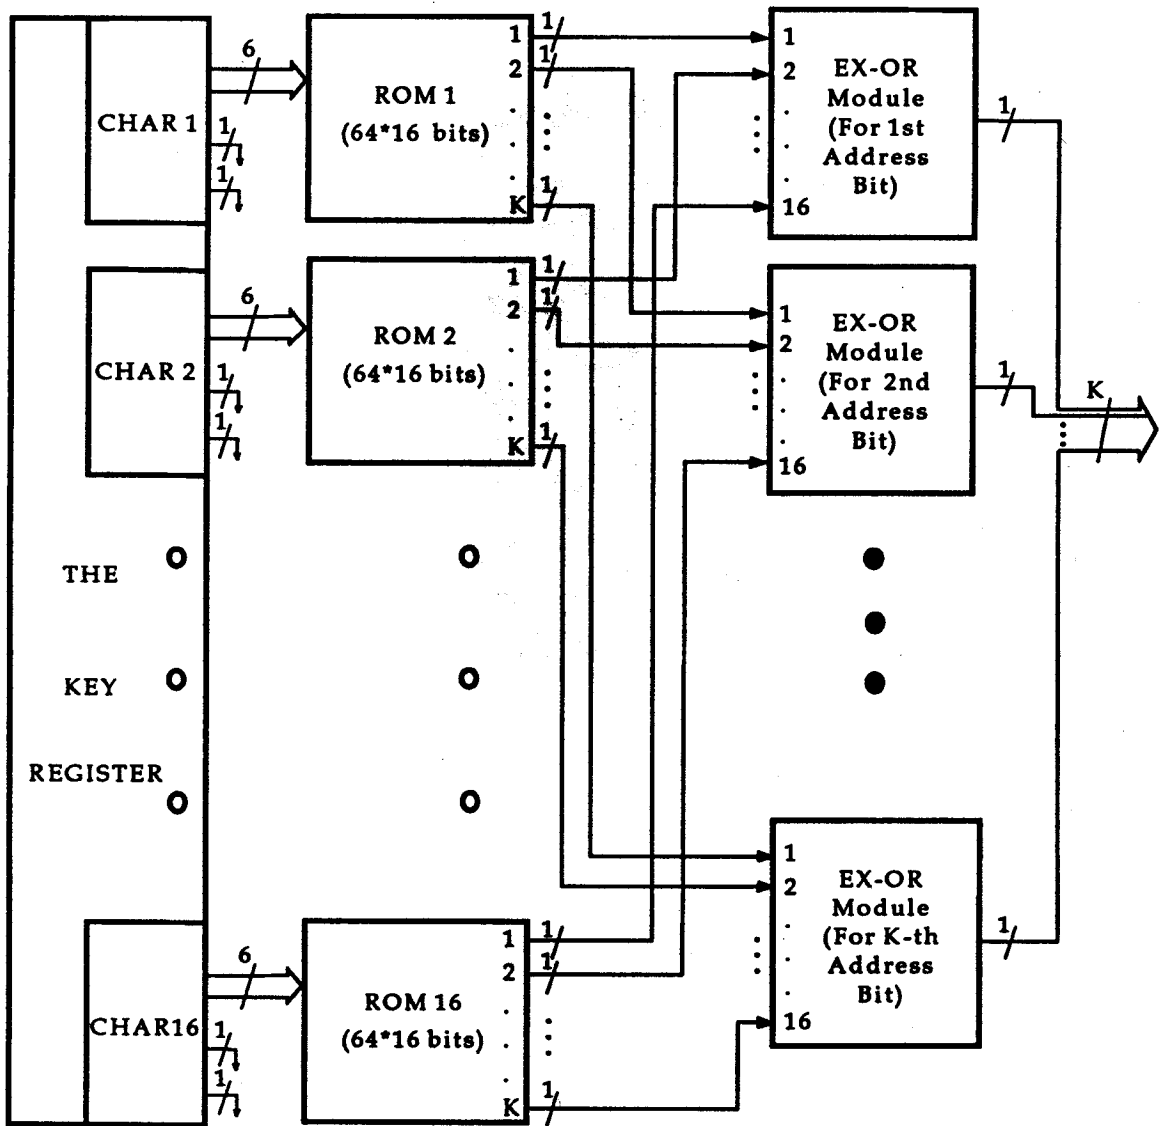 CHAR 1
6
1
1
ROM 1
(64*16 bits)
1
2
K
1
1
1
1
2
16
EX-OR
Module
(For 1st
Address
Bit)
1
CHAR 2
6
1
1
ROM 2
(64*16 bits)
1
2
K
1
1
1
1
2
16
EX-OR
Module
(For 2nd
Address
Bit)
1
K
THE
KEY
REGISTER
CHAR16
6
1
1
ROM 16
(64*16 bits)
1
2
K
1
1
1
1
2
16
EX-OR
Module
(For K-th
Address
Bit)
1